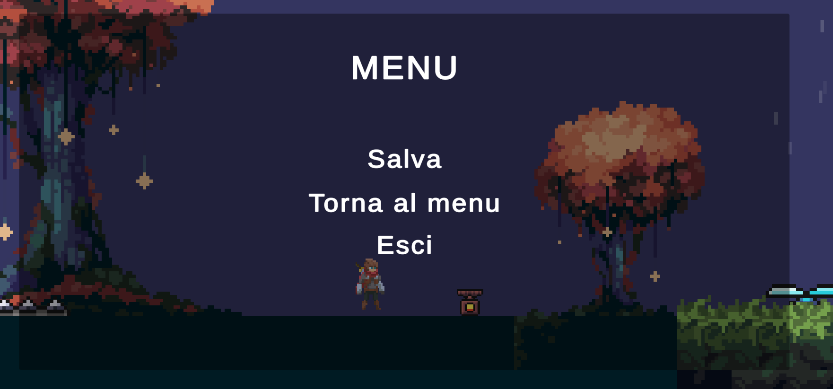 MENU
Salva
Torna al menu
Esci